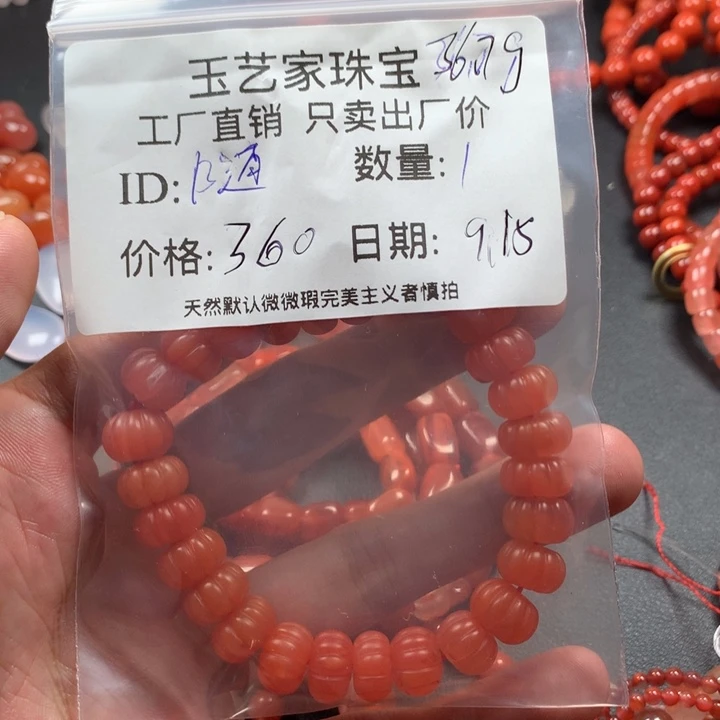 玉艺家珠宝 36.79g
工厂直销 只卖出厂价
ID: 数量: 1
价格: 360 日期: 9.15
天然默认微微瑕完美主义者慎拍